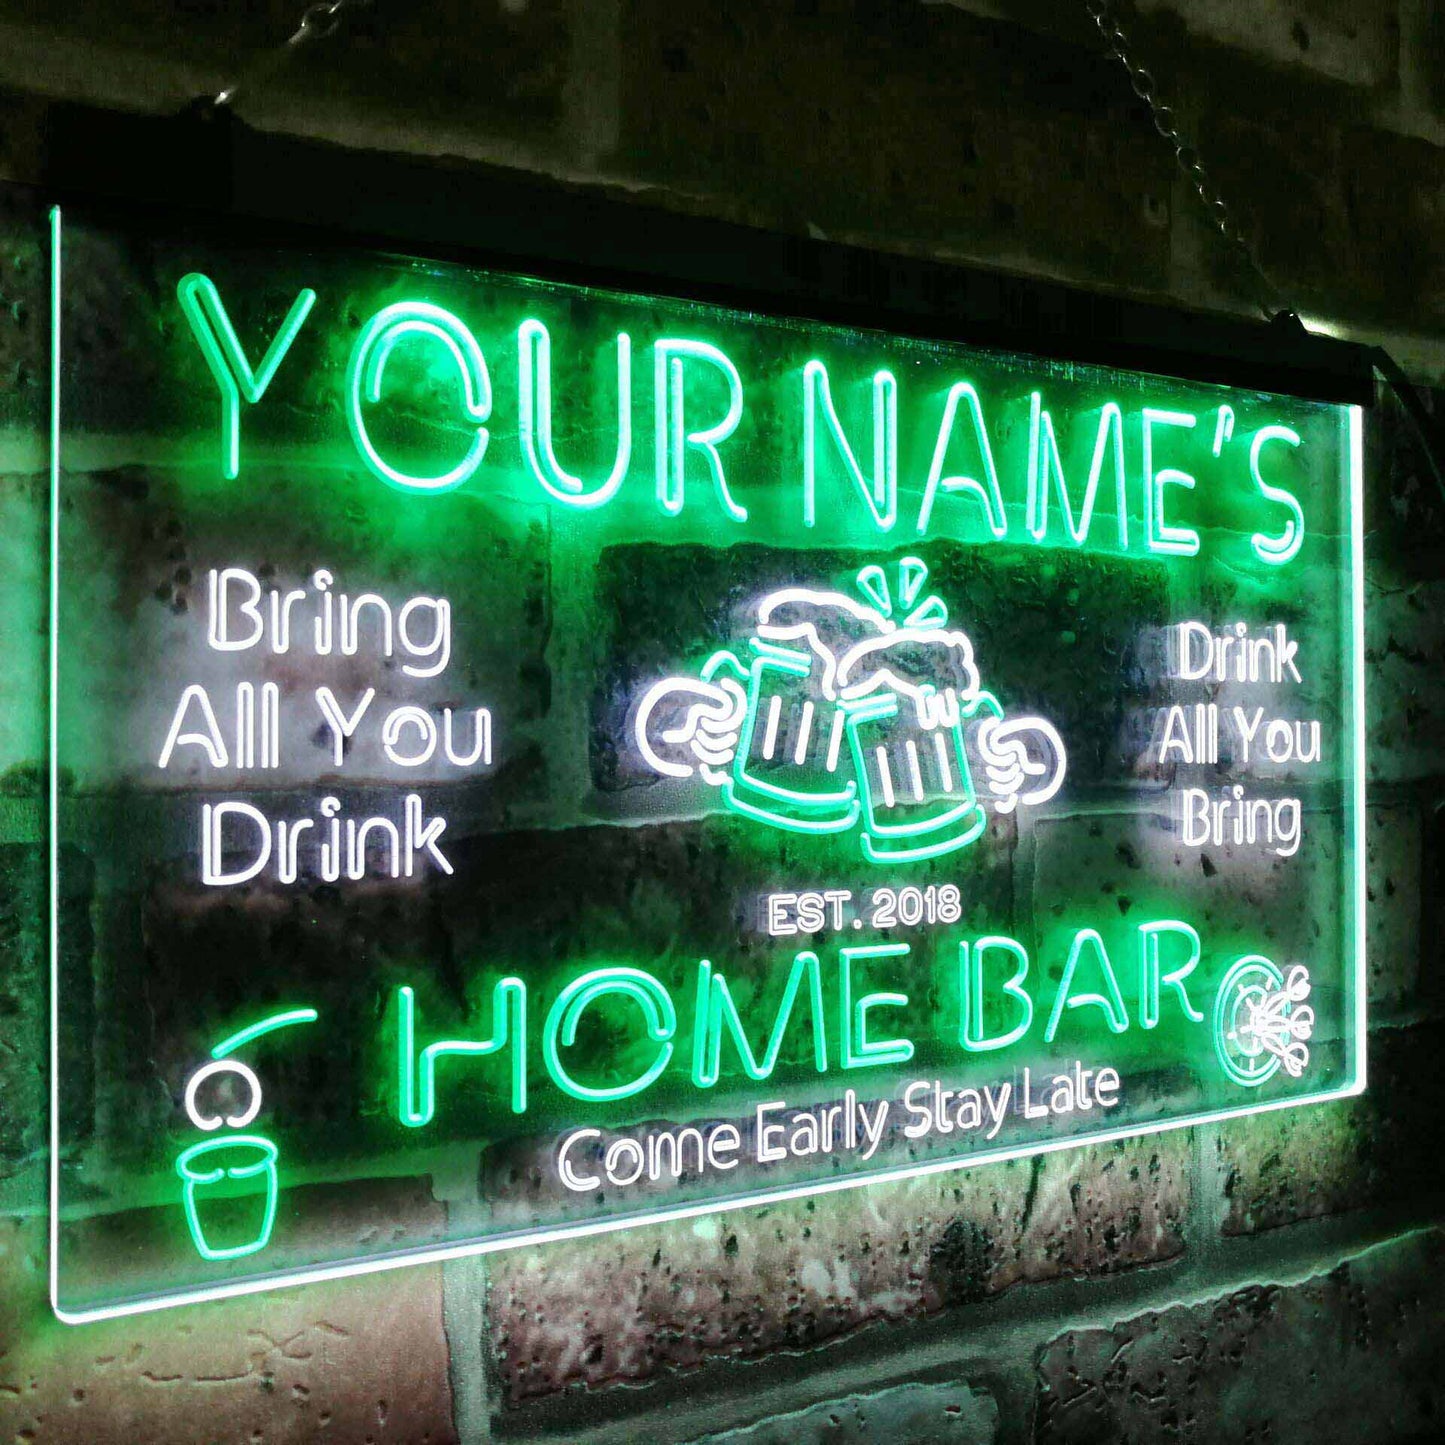 YOUR NAME'S
Bring
All You
Drink
Drink
All You
Bring
EST. 2018
HOME BAR
Come Early Stay Late